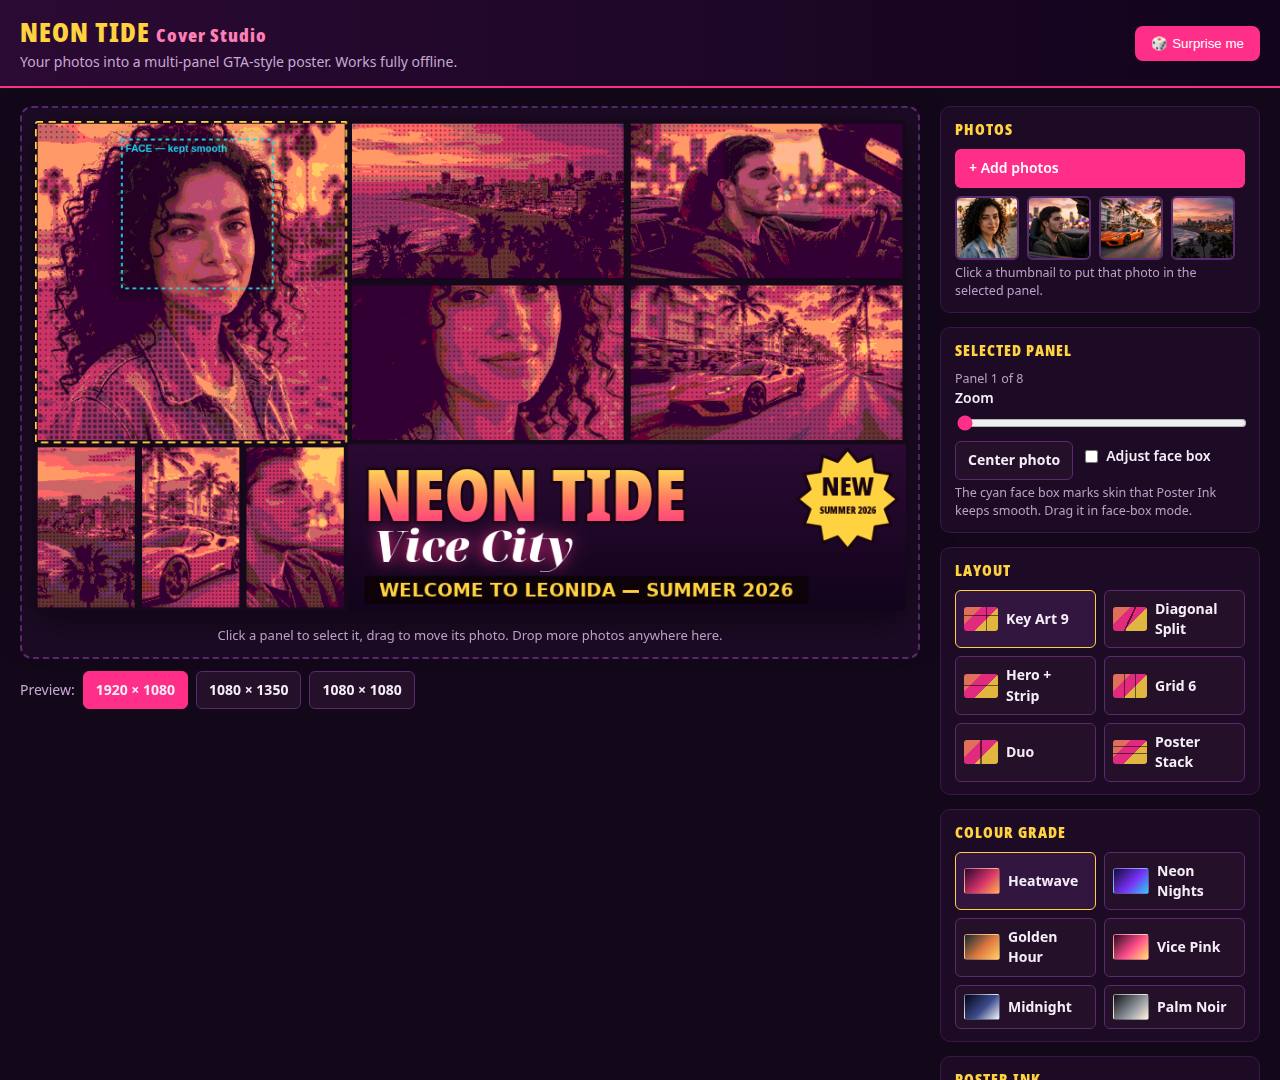 NEON TIDE Cover Studio
Your photos into a multi-panel GTA-style poster. Works fully offline.
🎲 Surprise me
FACE — kept smooth
NEON TIDE
Vice City
WELCOME TO LEONIDA — SUMMER 2026
NEW
SUMMER 2026
Click a panel to select it, drag to move its photo. Drop more photos anywhere here.
Preview:
1920 × 1080
1080 × 1350
1080 × 1080
PHOTOS
+ Add photos
Click a thumbnail to put that photo in the
selected panel.
SELECTED PANEL
Panel 1 of 8
Zoom
Center photo
Adjust face box
The cyan face box marks skin that Poster Ink
keeps smooth. Drag it in face-box mode.
LAYOUT
Key Art 9
Diagonal
Split
Hero +
Strip
Grid 6
Duo
Poster
Stack
COLOUR GRADE
Heatwave
Neon
Nights
Golden
Hour
Vice Pink
Midnight
Palm Noir
POSTER INK